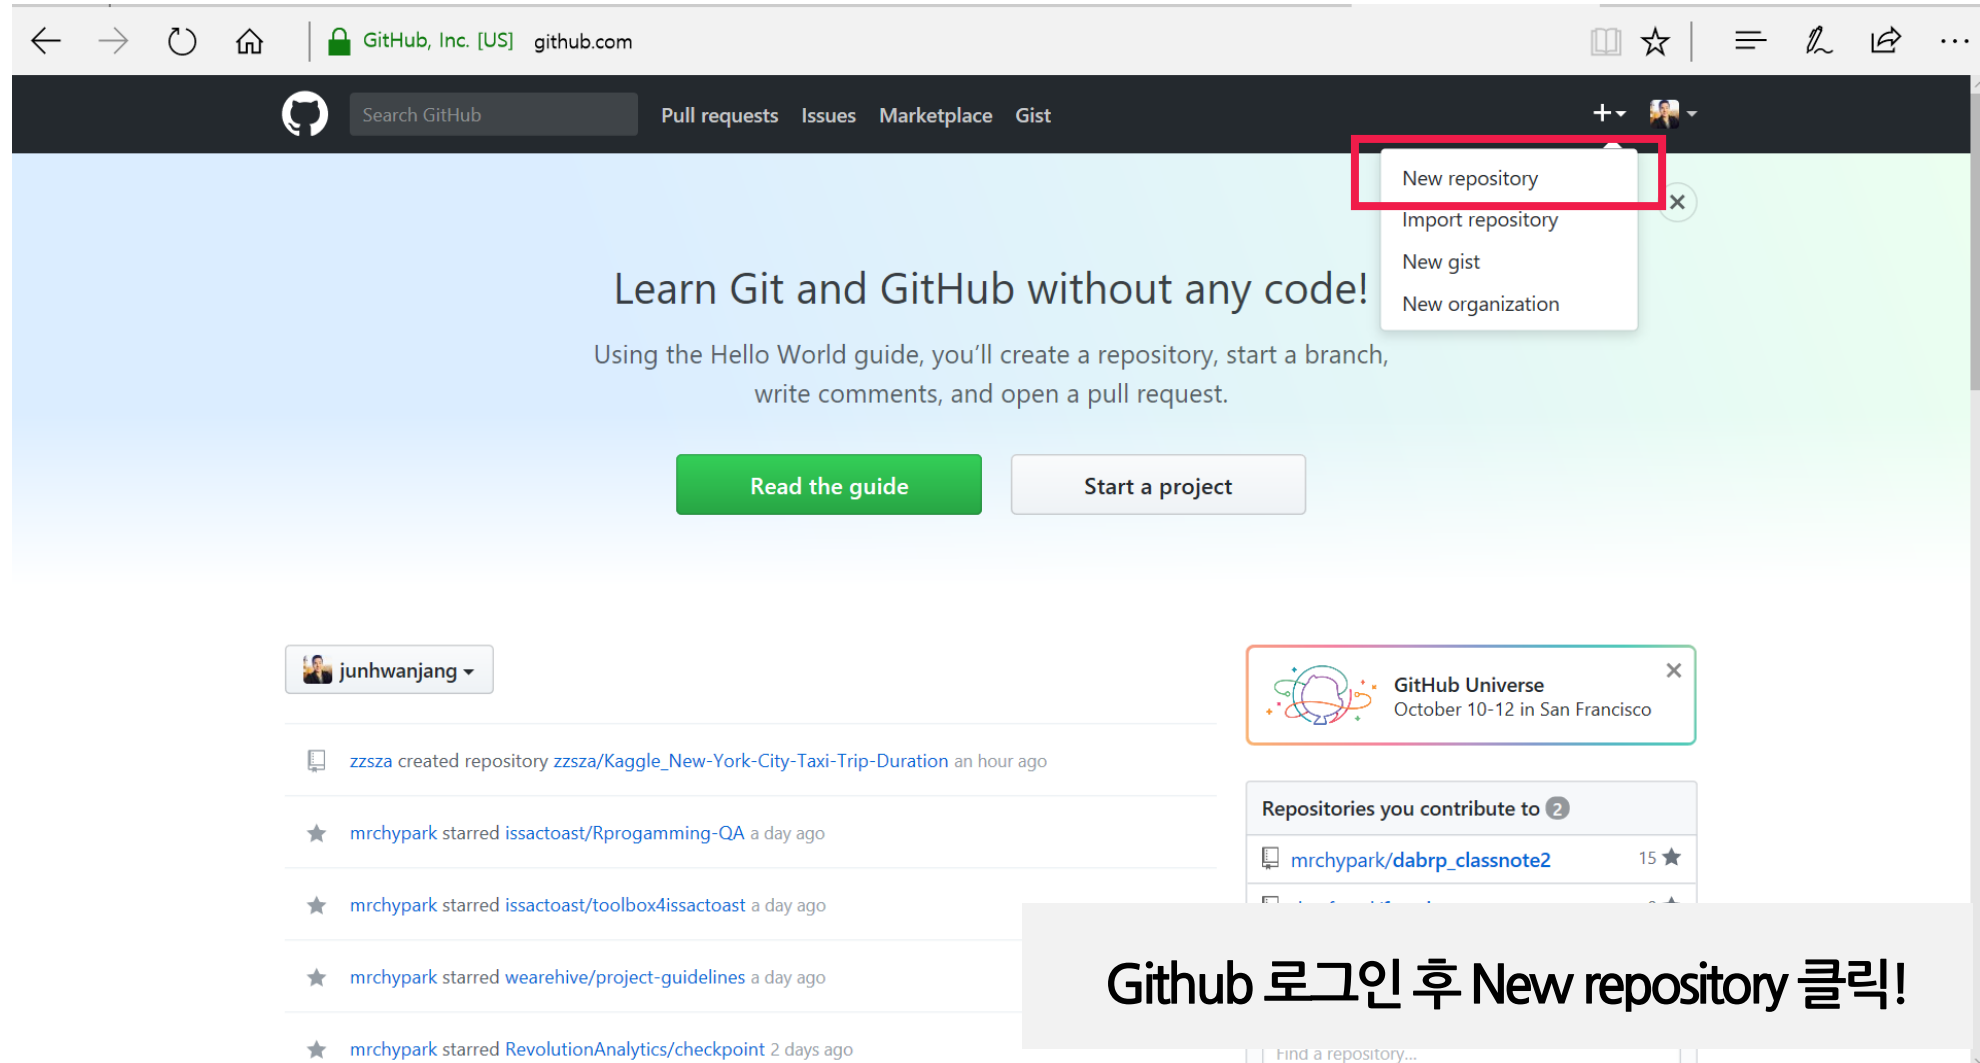 GitHub, Inc. [US] github.com
Search GitHub Pull requests Issues Marketplace Gist
New repository
Import repository
New gist
New organization
Learn Git and GitHub without any code!
Using the Hello World guide, you'll create a repository, start a branch,
write comments, and open a pull request.
Read the guide Start a project
junhwanjang
GitHub Universe
October 10-12 in San Francisco
zzsza created repository zzsza/Kaggle_New-York-City-Taxi-Trip-Duration an hour ago
mrchypark starred issactoast/Rprogamming-QA a day ago
mrchypark starred issactoast/toolbox4issactoast a day ago
mrchypark starred wearehive/project-guidelines a day ago
mrchypark starred RevolutionAnalytics/checkpoint 2 days ago
Repositories you contribute to 2
mrchypark/dabrp_classnote2 15
Github 로그인 후 New repository 클릭!
Find a repository...